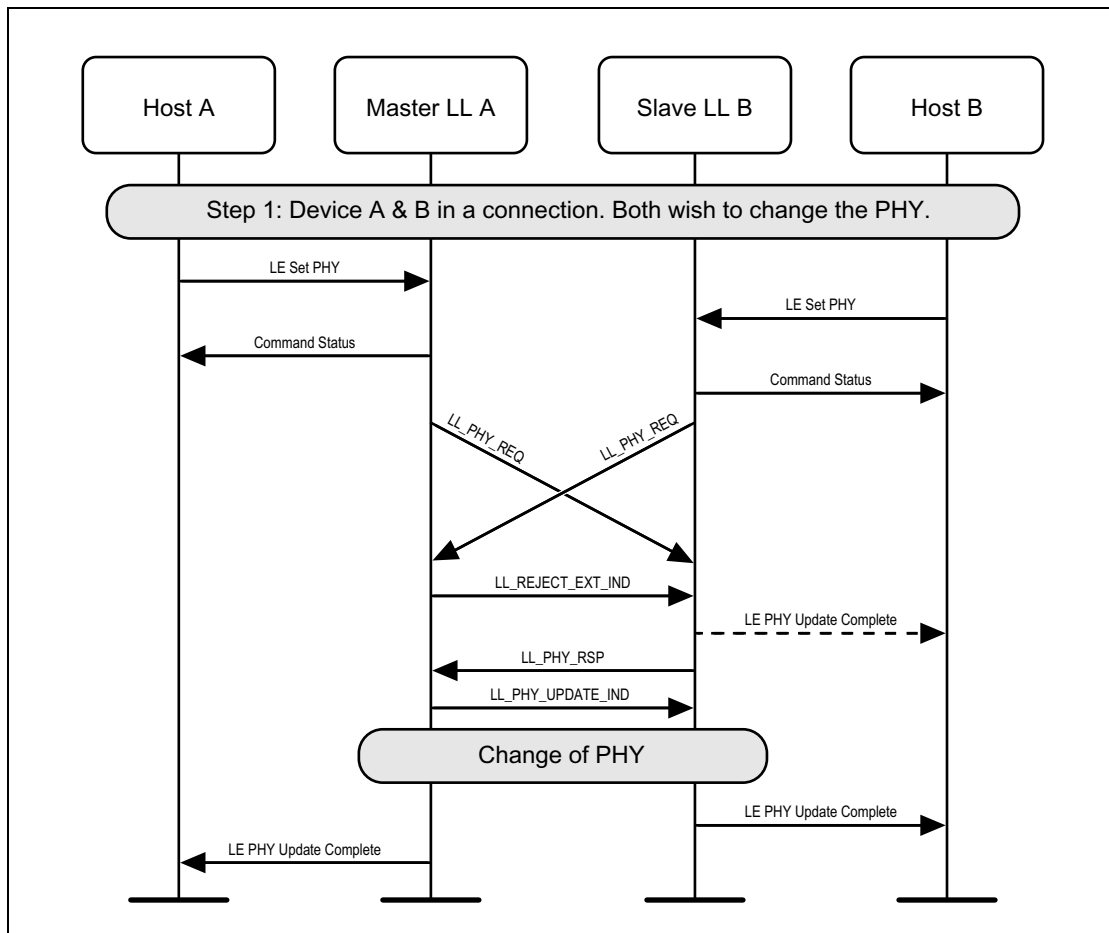 Host A
Master LL A
Slave LL B
Host B
Step 1: Device A & B in a connection. Both wish to change the PHY.
LE Set PHY
LE Set PHY
Command Status
Command Status
LL_PHY_REQ
LL_PHY_REQ
LL_REJECT_EXT_IND
LE PHY Update Complete
LL_PHY_RSP
LL_PHY_UPDATE_IND
Change of PHY
LE PHY Update Complete
LE PHY Update Complete